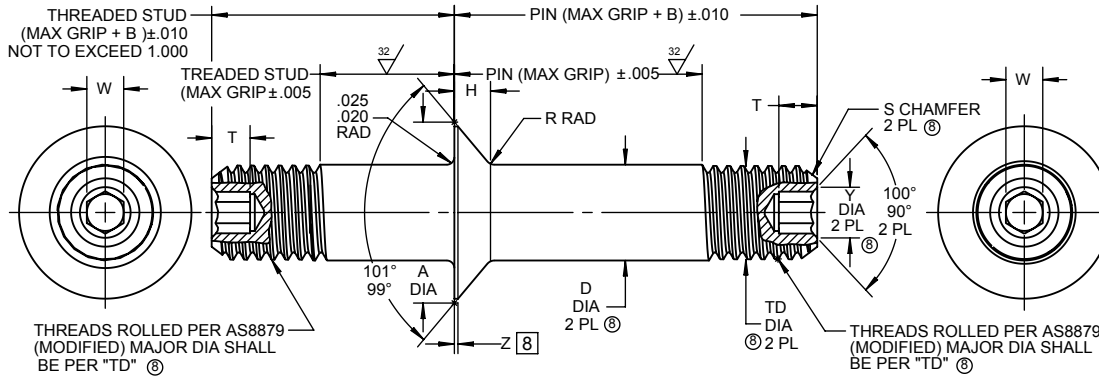 THREADED STUD
(MAX GRIP + B )±.010
NOT TO EXCEED 1.000
PIN (MAX GRIP + B) ±.010
W
TREADED STUD
(MAX GRIP±.005
32
PIN (MAX GRIP) ±.005
32
W
T
.025
.020
RAD
H
R RAD
T
S CHAMFER
2 PL ⑧
Y
DIA
2 PL
⑧
100°
90°
2 PL
101°
99°
A
DIA
D
DIA
2 PL ⑧
TD
DIA
⑧ 2 PL
Z 8
THREADS ROLLED PER AS8879
(MODIFIED) MAJOR DIA SHALL
BE PER "TD" ⑧
THREADS ROLLED PER AS8879
(MODIFIED) MAJOR DIA SHALL
BE PER "TD" ⑧